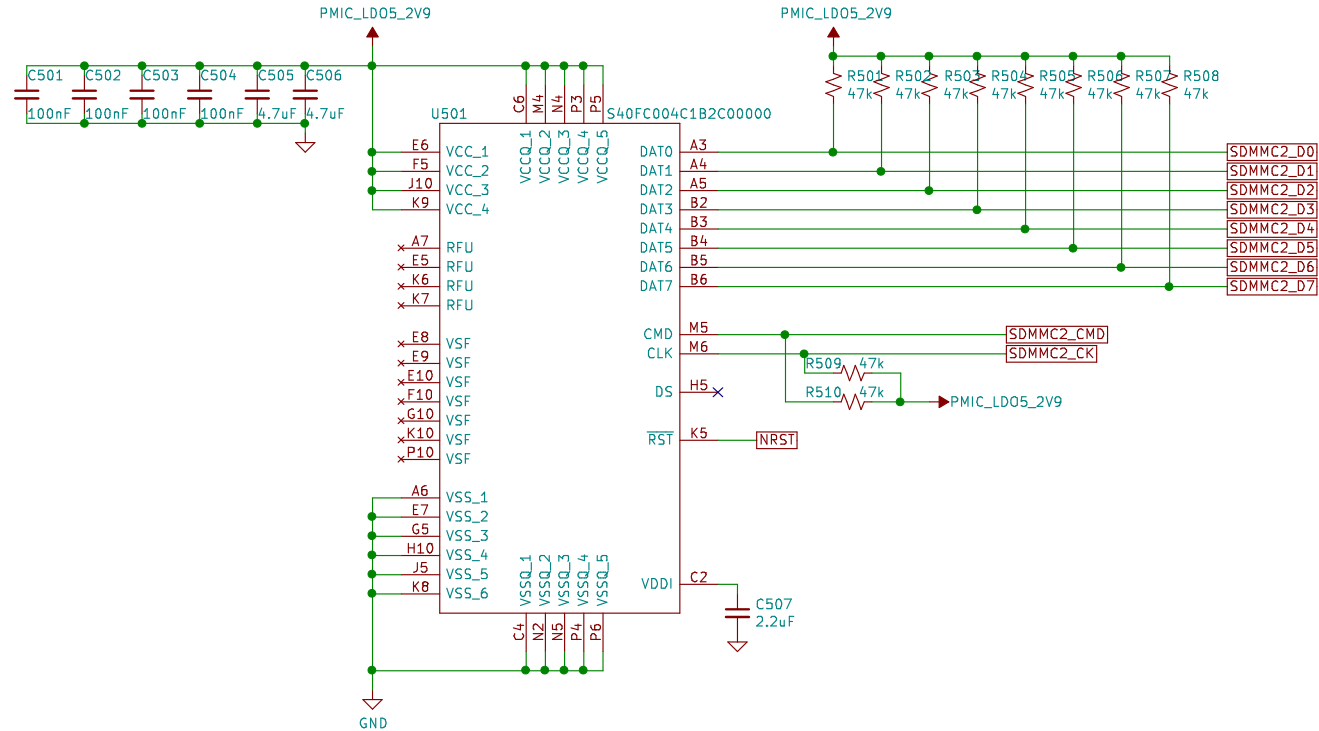 PMIC_LDO5_2V9
PMIC_LDO5_2V9
C501
C502
C503
C504
C505
C506
100nF
100nF
100nF
100nF
4.7uF
4.7uF
R501
R502
R503
R504
R505
R506
R507
R508
47k
47k
47k
47k
47k
47k
47k
47k
U501
S40FC004C1B2C00000
C6
M4
N4
P3
P5
VCCQ_1
VCCQ_2
VCCQ_3
VCCQ_4
VCCQ_5
E6 VCC_1
F5 VCC_2
J10 VCC_3
K9 VCC_4
A7 RFU
E5 RFU
K6 RFU
K7 RFU
E8 VSF
E9 VSF
E10 VSF
F10 VSF
G10 VSF
K10 VSF
P10 VSF
A6 VSS_1
E7 VSS_2
G5 VSS_3
H10 VSS_4
J5 VSS_5
K8 VSS_6
DAT0 A3 SDMMC2_D0
DAT1 A4 SDMMC2_D1
DAT2 A5 SDMMC2_D2
DAT3 B2 SDMMC2_D3
DAT4 B3 SDMMC2_D4
DAT5 B4 SDMMC2_D5
DAT6 B5 SDMMC2_D6
DAT7 B6 SDMMC2_D7
CMD M5 SDMMC2_CMD
CLK M6 SDMMC2_CK
R509 47k
DS H5
R510 47k
PMIC_LDO5_2V9
RST K5 NRST
VDDI C2
C507
2.2uF
VSSQ_1
VSSQ_2
VSSQ_3
VSSQ_4
VSSQ_5
C4
N2
N5
P4
P6
GND